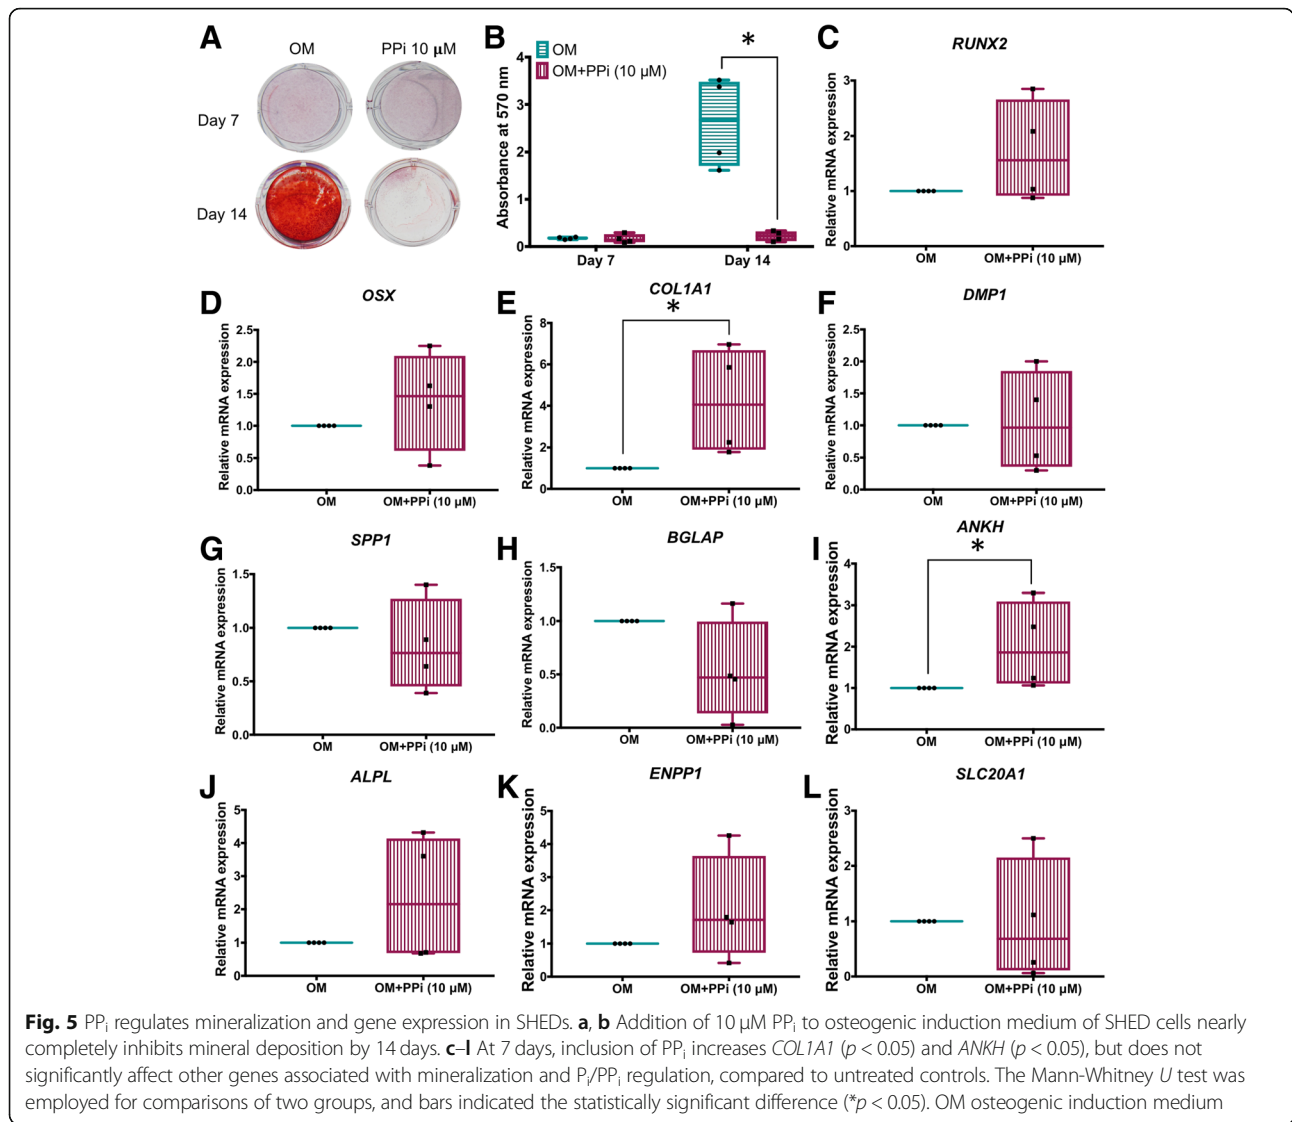 A
OM
PPi 10 µM
Day 7
Day 14
B
OM
OM+PPi (10 µM)
*
Absorbance at 570 nm
4
3
2
1
0
Day 7
Day 14
C
RUNX2
Relative mRNA expression
3
2
1
0
OM
OM+PPi (10 µM)
D
OSX
Relative mRNA expression
2.5
2.0
1.5
1.0
0.5
0.0
OM
OM+PPi (10 µM)
E
COL1A1
*
Relative mRNA expression
8
6
4
2
0
OM
OM+PPi (10 µM)
F
DMP1
Relative mRNA expression
2.5
2.0
1.5
1.0
0.5
0.0
OM
OM+PPi (10 µM)
G
SPP1
Relative mRNA expression
1.5
1.0
0.5
0.0
OM
OM+PPi (10 µM)
H
BGLAP
Relative mRNA expression
1.5
1.0
0.5
0.0
OM
OM+PPi (10 µM)
I
ANKH
*
Relative mRNA expression
4
3
2
1
0
OM
OM+PPi (10 µM)
J
ALPL
Relative mRNA expression
5
4
3
2
1
0
OM
OM+PPi (10 µM)
K
ENPP1
Relative mRNA expression
5
4
3
2
1
0
OM
OM+PPi (10 µM)
L
SLC20A1
Relative mRNA expression
3
2
1
0
OM
OM+PPi (10 µM)
Fig. 5 PPi regulates mineralization and gene expression in SHEDs. a, b Addition of 10 µM PPi to osteogenic induction medium of SHED cells nearly
completely inhibits mineral deposition by 14 days. c–l At 7 days, inclusion of PPi increases COL1A1 (p < 0.05) and ANKH (p < 0.05), but does not
significantly affect other genes associated with mineralization and Pi/PPi regulation, compared to untreated controls. The Mann-Whitney U test was
employed for comparisons of two groups, and bars indicated the statistically significant difference (*p < 0.05). OM osteogenic induction medium